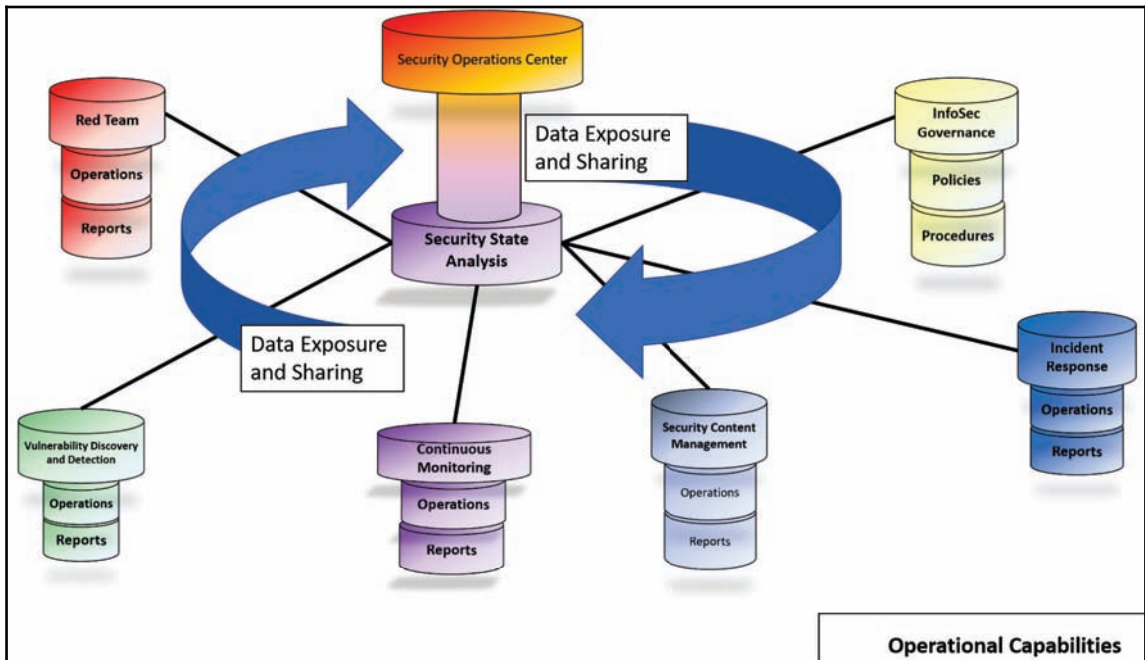 Security Operations Center
Red Team
Operations
Reports
Data Exposure
and Sharing
InfoSec
Governance
Policies
Procedures
Security State
Analysis
Data Exposure
and Sharing
Incident
Response
Operations
Reports
Vulnerability Discovery
and Detection
Operations
Reports
Continuous
Monitoring
Operations
Reports
Security Content
Management
Operations
Reports
Operational Capabilities